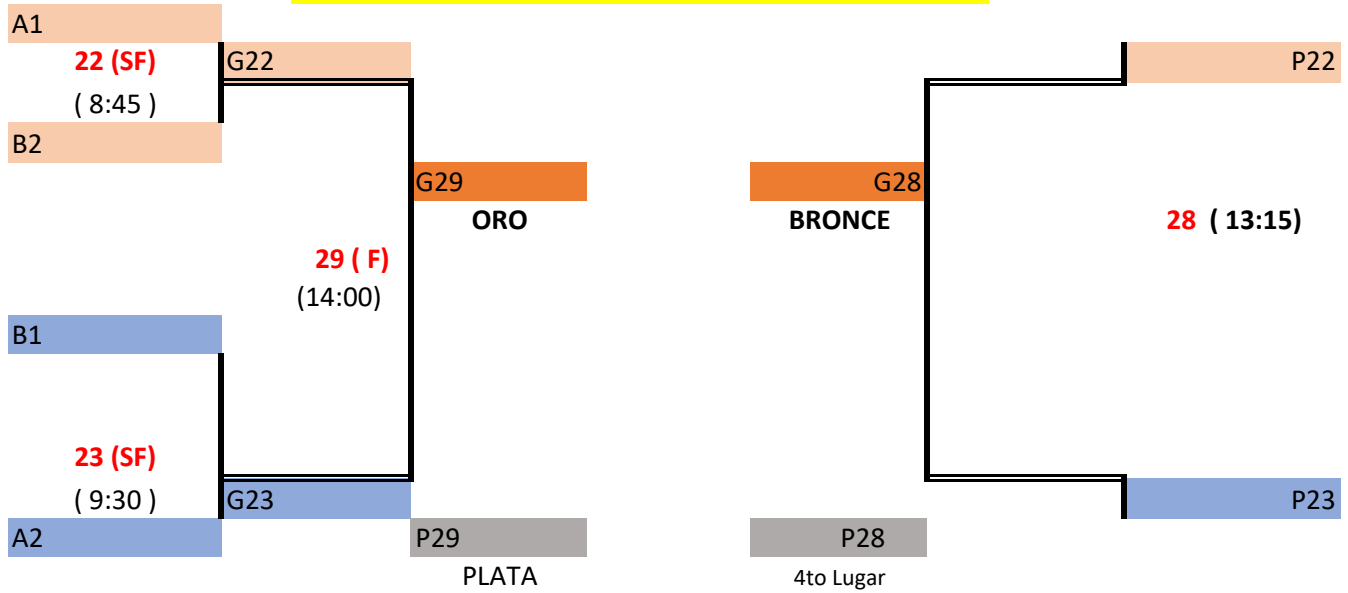 A1
22 (SF)
( 8:45 )
G22
B2
G29
ORO
29 ( F)
(14:00)
B1
23 (SF)
( 9:30 )
G23
A2
P29
PLATA
P22
G28
BRONCE
28 ( 13:15)
P23
P28
4to Lugar